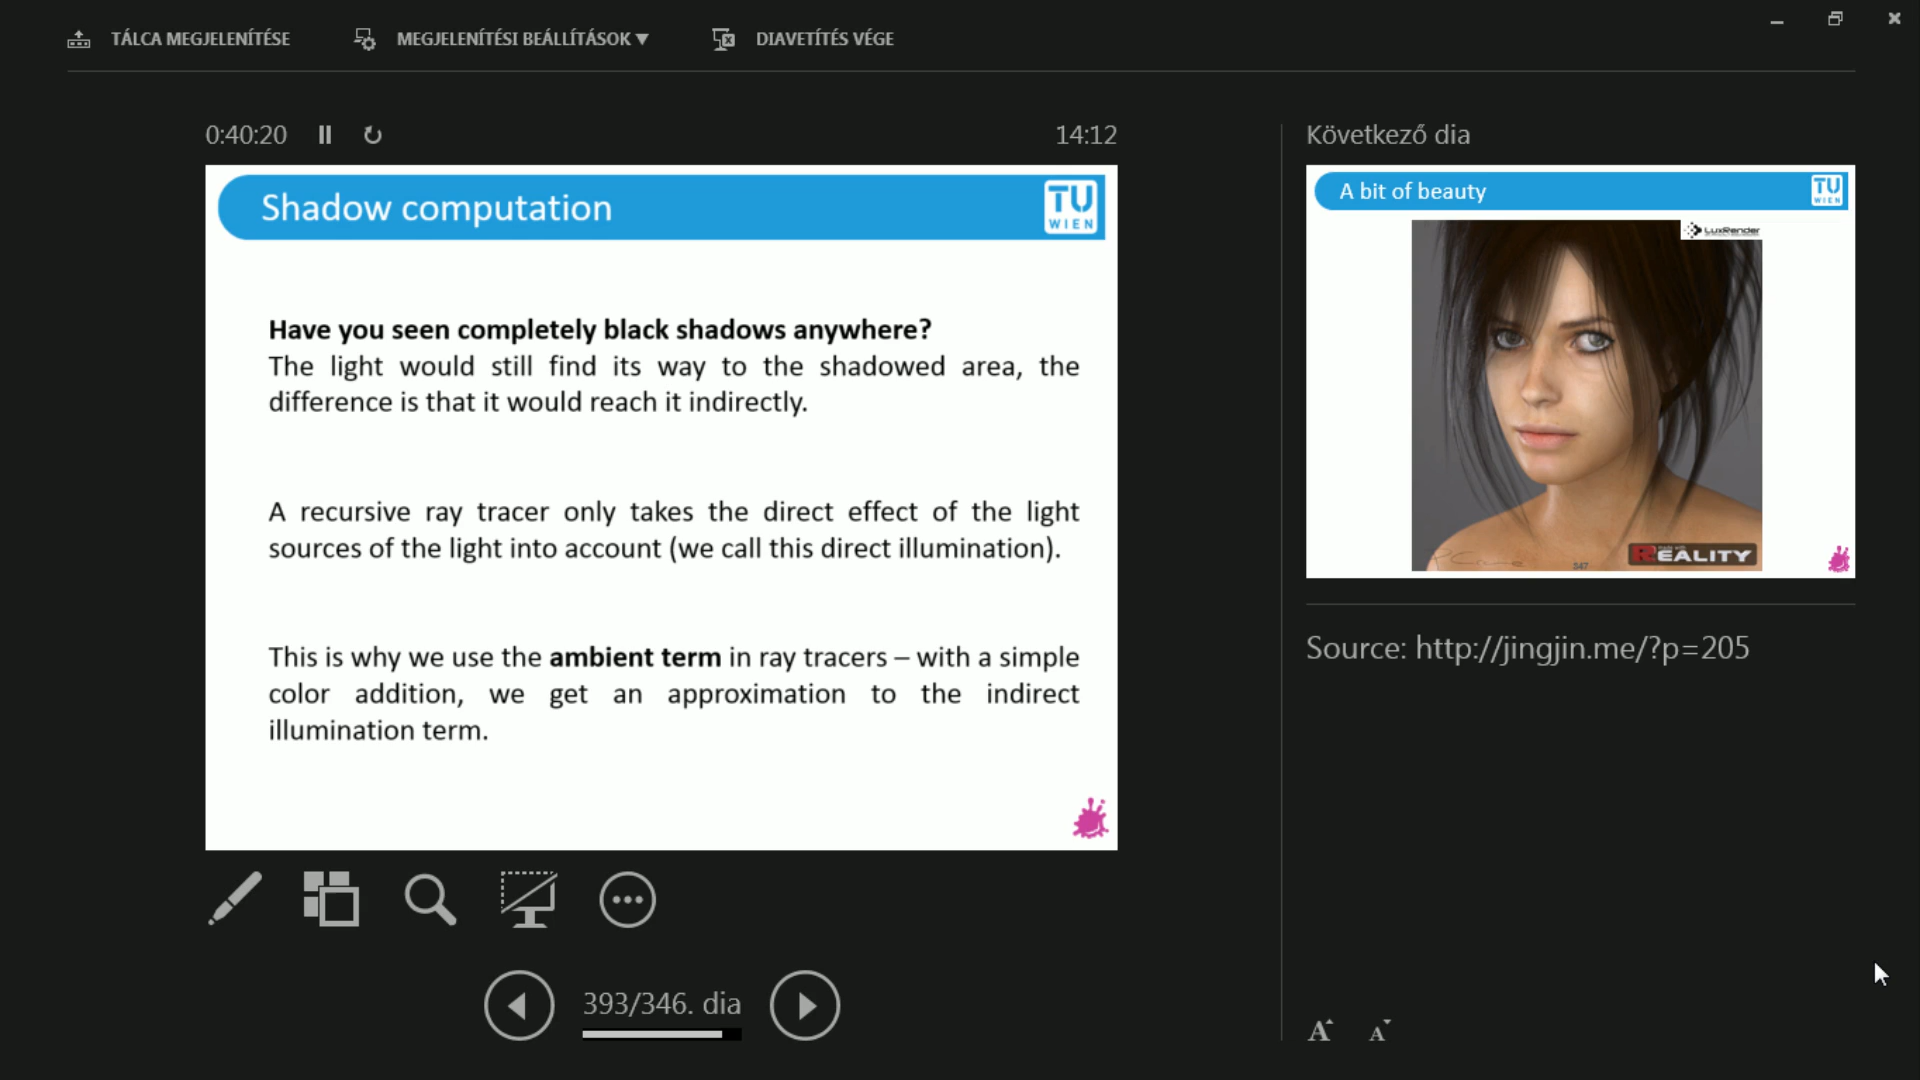 TÁLCA MEGJELENÍTÉSE
MEGJELENÍTÉSI BEÁLLÍTÁSOK ▼
DIAVETÍTÉS VÉGE
0:40:20
14:12
Shadow computation
TU
WIEN
Have you seen completely black shadows anywhere?
The light would still find its way to the shadowed area, the
difference is that it would reach it indirectly.
A recursive ray tracer only takes the direct effect of the light
sources of the light into account (we call this direct illumination).
This is why we use the ambient term in ray tracers – with a simple
color addition, we get an approximation to the indirect
illumination term.
393/346. dia
Következő dia
A bit of beauty
TU
WIEN
LuxRender
REALITY
547
Source: http://jingjin.me/?p=205
A
A